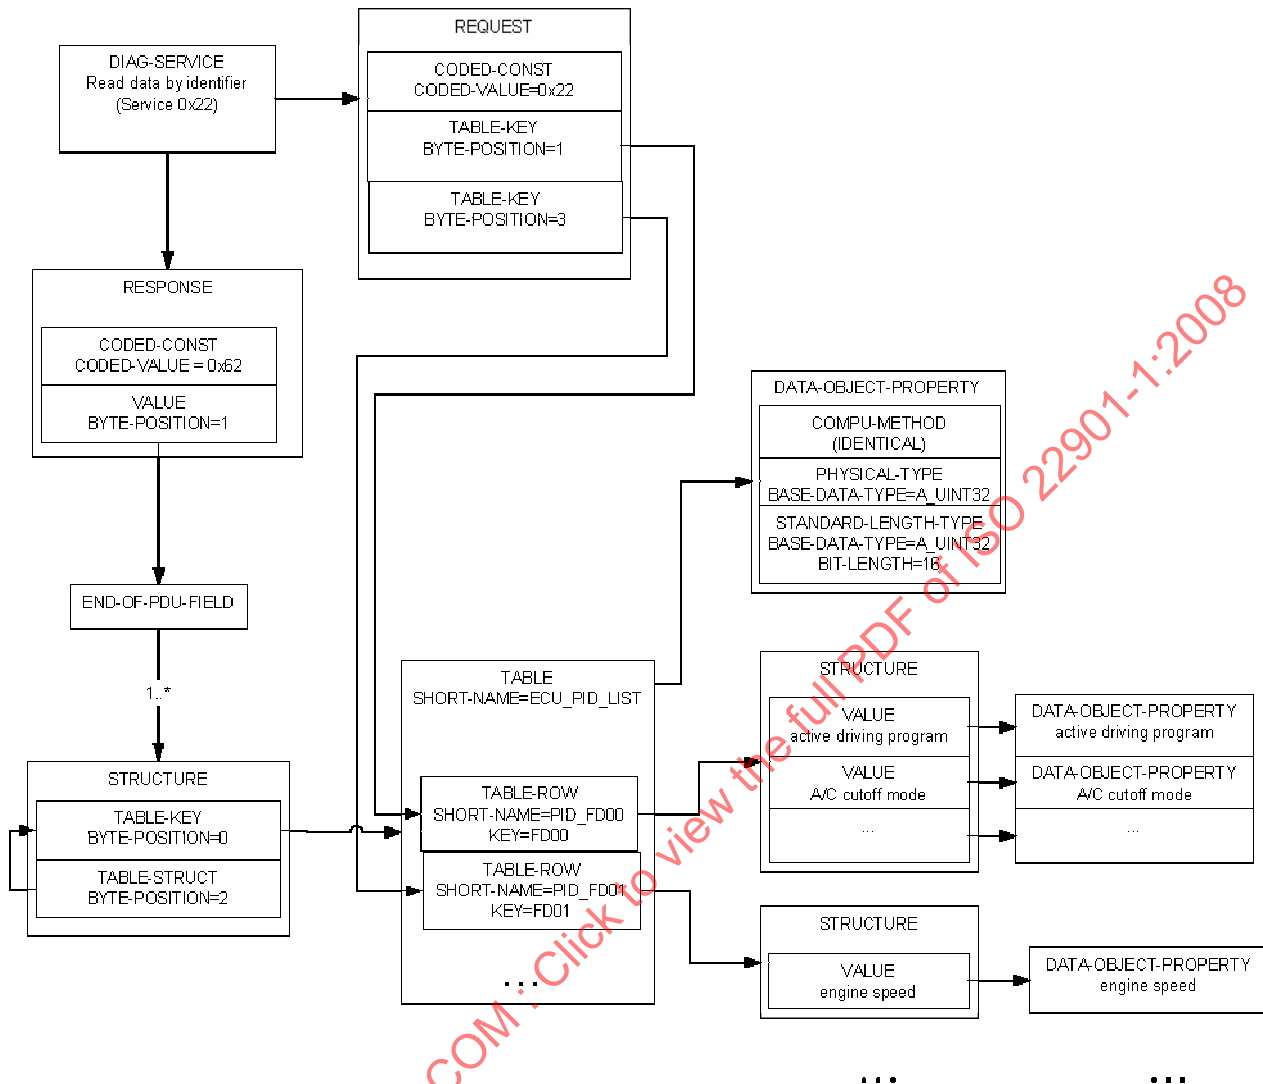 REQUEST
CODED-CONST
CODED-VALUE=0x22
TABLE-KEY
BYTE-POSITION=1
TABLE-KEY
BYTE-POSITION=3
DIAG-SERVICE
Read data by identifier
(Service 0x22)
RESPONSE
CODED-CONST
CODED-VALUE = 0x62
VALUE
BYTE-POSITION=1
END-OF-PDU-FIELD
1..*
STRUCTURE
TABLE-KEY
BYTE-POSITION=0
TABLE-STRUCT
BYTE-POSITION=2
TABLE
SHORT-NAME=ECU_PID_LIST
TABLE-ROW
SHORT-NAME=PID_FD00
KEY=FD00
TABLE-ROW
SHORT-NAME=PID_FD01
KEY=FD01
...
DATA-OBJECT-PROPERTY
COMPU-METHOD
(IDENTICAL)
PHYSICAL-TYPE
BASE-DATA-TYPE=A_UINT32
STANDARD-LENGTH-TYPE
BASE-DATA-TYPE=A_UINT32
BIT-LENGTH=16
STRUCTURE
VALUE
active driving program
VALUE
A/C cutoff mode
...
DATA-OBJECT-PROPERTY
active driving program
DATA-OBJECT-PROPERTY
A/C cutoff mode
...
STRUCTURE
VALUE
engine speed
DATA-OBJECT-PROPERTY
engine speed
...
...
COM : Click to view the full PDF of ISO 22901-1:2008